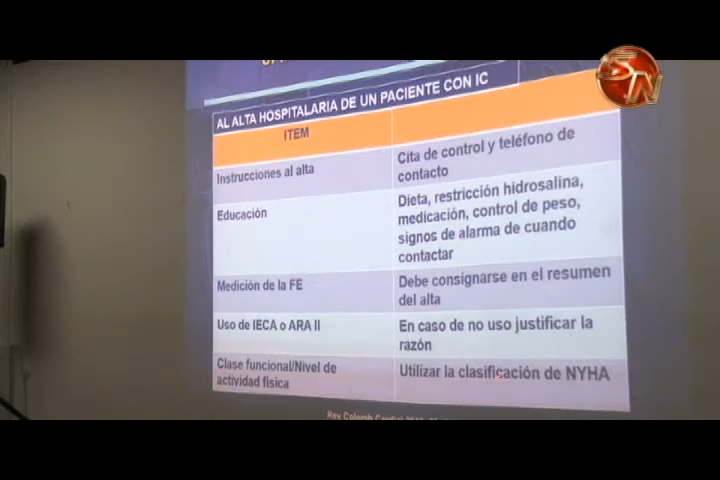 SN
AL ALTA HOSPITALARIA DE UN PACIENTE CON IC
ITEM
Instrucciones al alta
Cita de control y teléfono de
contacto
Educación
Dieta, restricción hidrosalina,
medicación, control de peso,
signos de alarma de cuando
contactar
Medición de la FE
Debe consignarse en el resumen
del alta
Uso de IECA o ARA II
En caso de no uso justificar la
razón
Clase funcional/Nivel de
actividad física
Utilizar la clasificación de NYHA
Rev Colomb